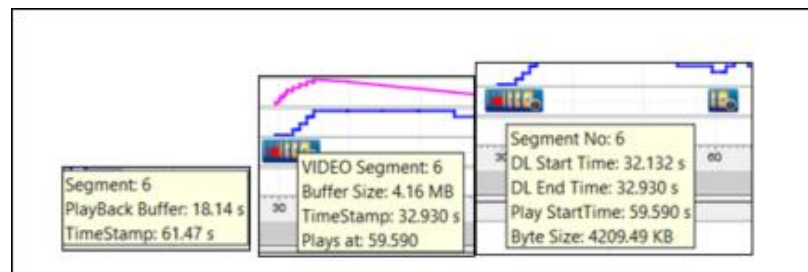 Segment: 6
PlayBack Buffer: 18.14 s
TimeStamp: 61.47 s
30
VIDEO Segment: 6
Buffer Size: 4.16 MB
TimeStamp: 32.930 s
Plays at: 59.590
60
Segment No: 6
DL Start Time: 32.132 s
DL End Time: 32.930 s
Play StartTime: 59.590 s
Byte Size: 4209.49 KB